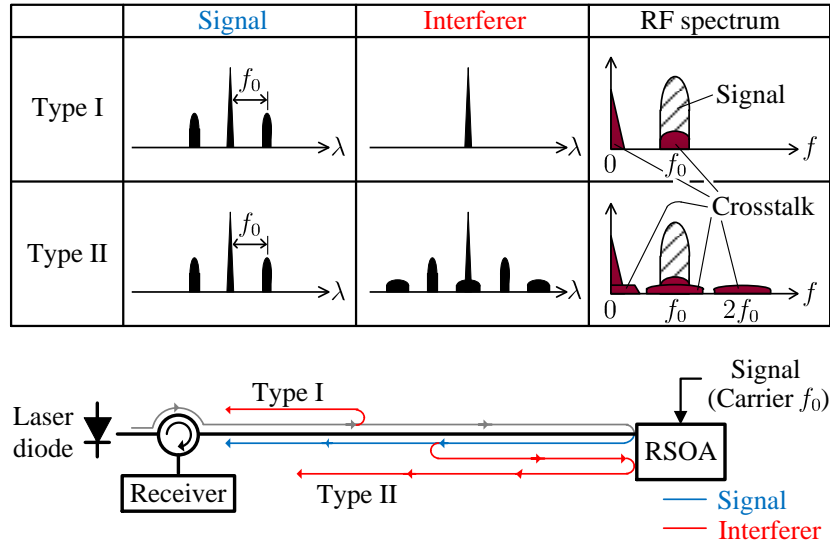 Signal Interferer RF spectrum
Type I
f₀
λ
λ
Signal
0 f₀ f
Crosstalk
Type II
f₀
λ
λ
0 f₀ 2f₀ f
Laser
diode
Type I
Signal
(Carrier f₀)
RSOA
Receiver
Type II
Signal
Interferer